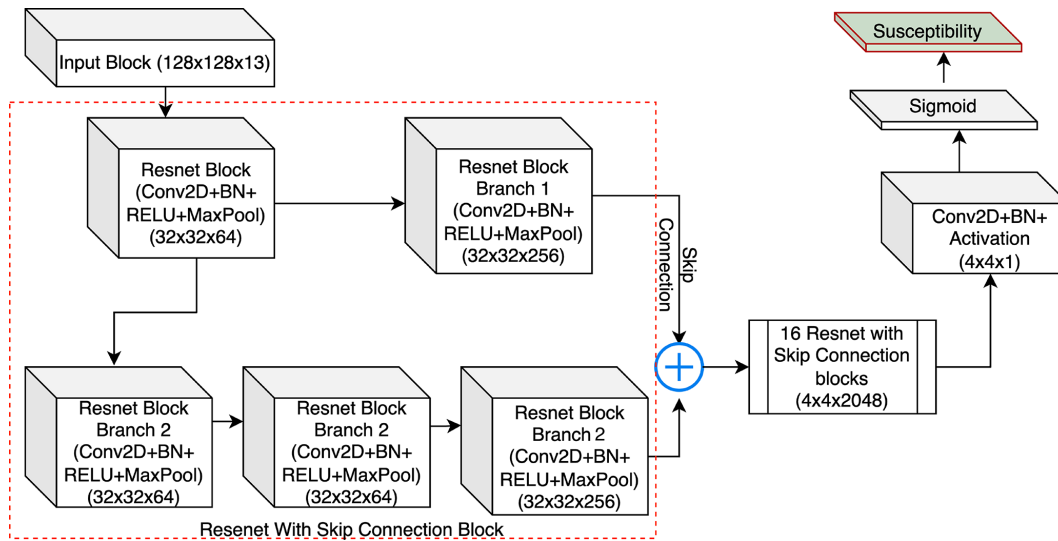 Input Block (128x128x13)
Resnet Block
(Conv2D+BN+
RELU+MaxPool)
(32x32x64)
Resnet Block
Branch 1
(Conv2D+BN+
RELU+MaxPool)
(32x32x256)
Skip
Connection
Resnet Block
Branch 2
(Conv2D+BN+
RELU+MaxPool)
(32x32x64)
Resnet Block
Branch 2
(Conv2D+BN+
RELU+MaxPool)
(32x32x64)
Resnet Block
Branch 2
(Conv2D+BN+
RELU+MaxPool)
(32x32x256)
Resenet With Skip Connection Block
16 Resnet with
Skip Connection
blocks
(4x4x2048)
Conv2D+BN+
Activation
(4x4x1)
Sigmoid
Susceptibility